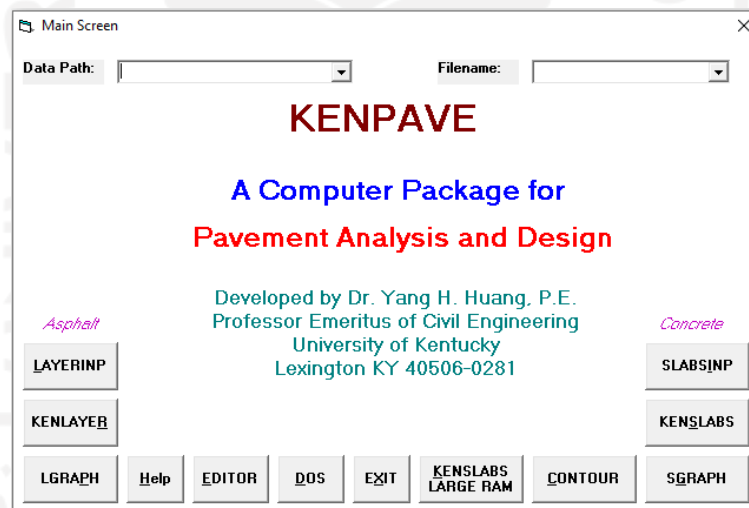 Main Screen
Data Path:
Filename:
KENPAVE
A Computer Package for
Pavement Analysis and Design
Developed by Dr. Yang H. Huang, P.E.
Professor Emeritus of Civil Engineering
University of Kentucky
Lexington KY 40506-0281
Asphalt
Concrete
LAYERINP
SLABSINP
KENLAYER
KENSLABS
LGRAPH
Help
EDITOR
DOS
EXIT
KENSLABS
LARGE RAM
CONTOUR
SGRAPH